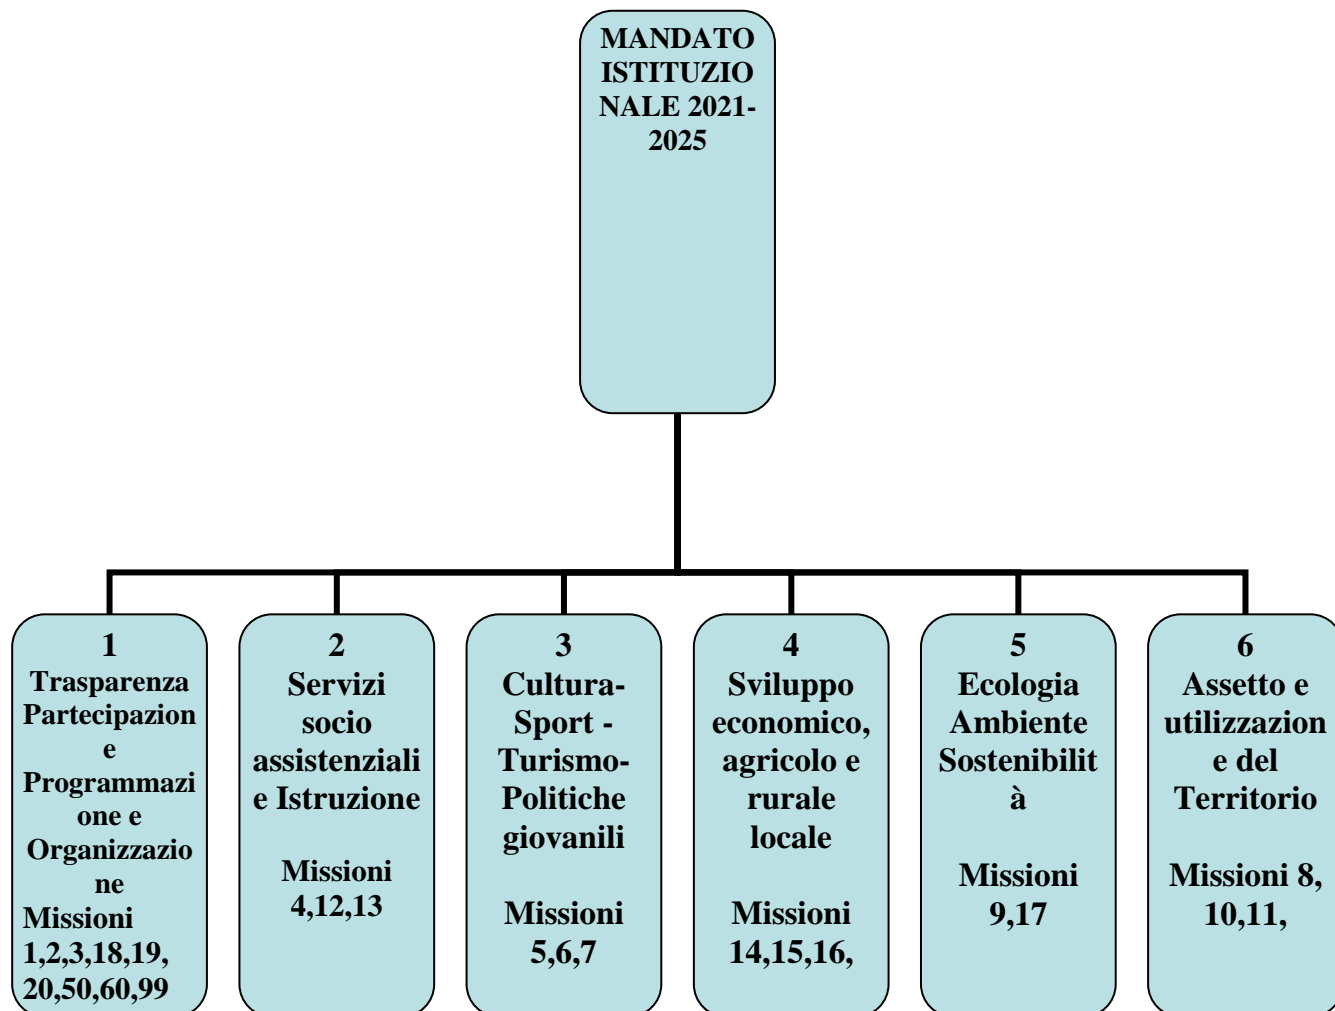 MANDATO
ISTITUZIO
NALE 2021-
2025
1
Trasparenza
Partecipazion
e
Programmazi
one e
Organizzazio
ne
Missioni
1,2,3,18,19,
20,50,60,99
2
Servizi
socio
assistenziali
e Istruzione
Missioni
4,12,13
3
Cultura-
Sport -
Turismo-
Politiche
giovanili
Missioni
5,6,7
4
Sviluppo
economico,
agricolo e
rurale
locale
Missioni
14,15,16,
5
Ecologia
Ambiente
Sostenibilit
à
Missioni
9,17
6
Assetto e
utilizzazion
e del
Territorio
Missioni 8,
10,11,